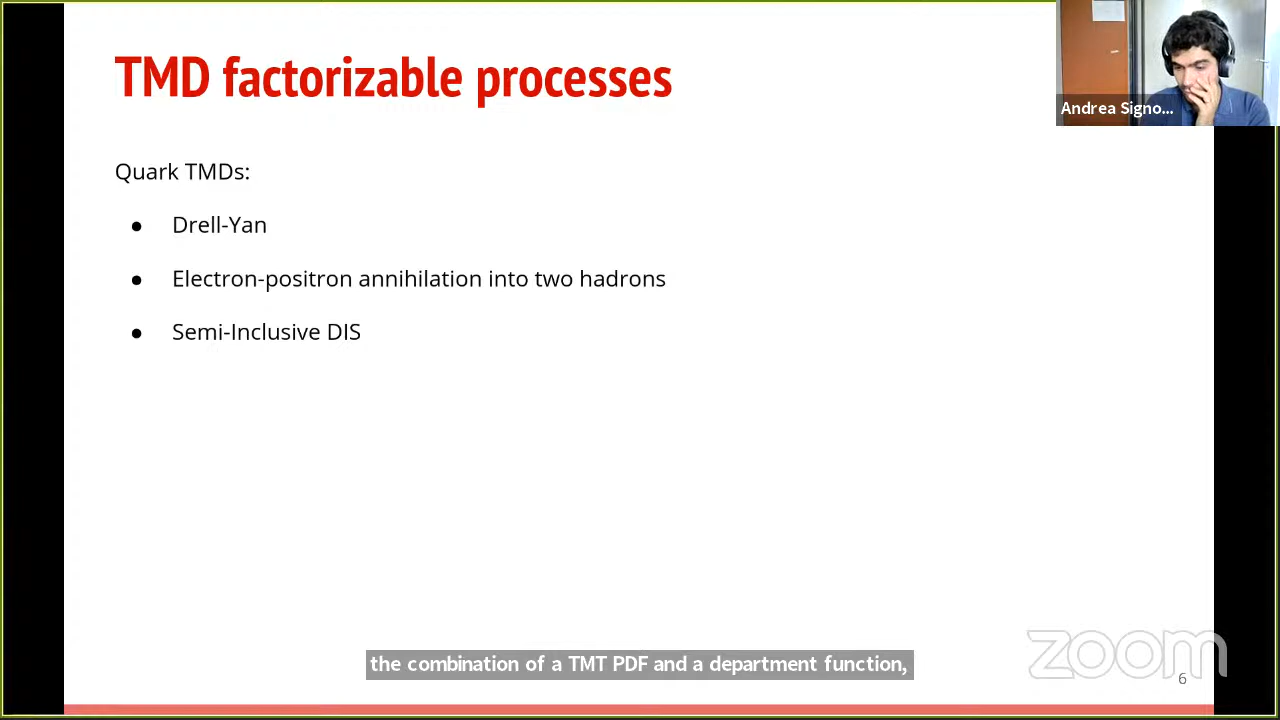 TMD factorizable processes
Andrea Signo...
Quark TMDs:
● Drell-Yan
● Electron-positron annihilation into two hadrons
● Semi-Inclusive DIS
the combination of a TMT PDF and a department function,
zoom
6